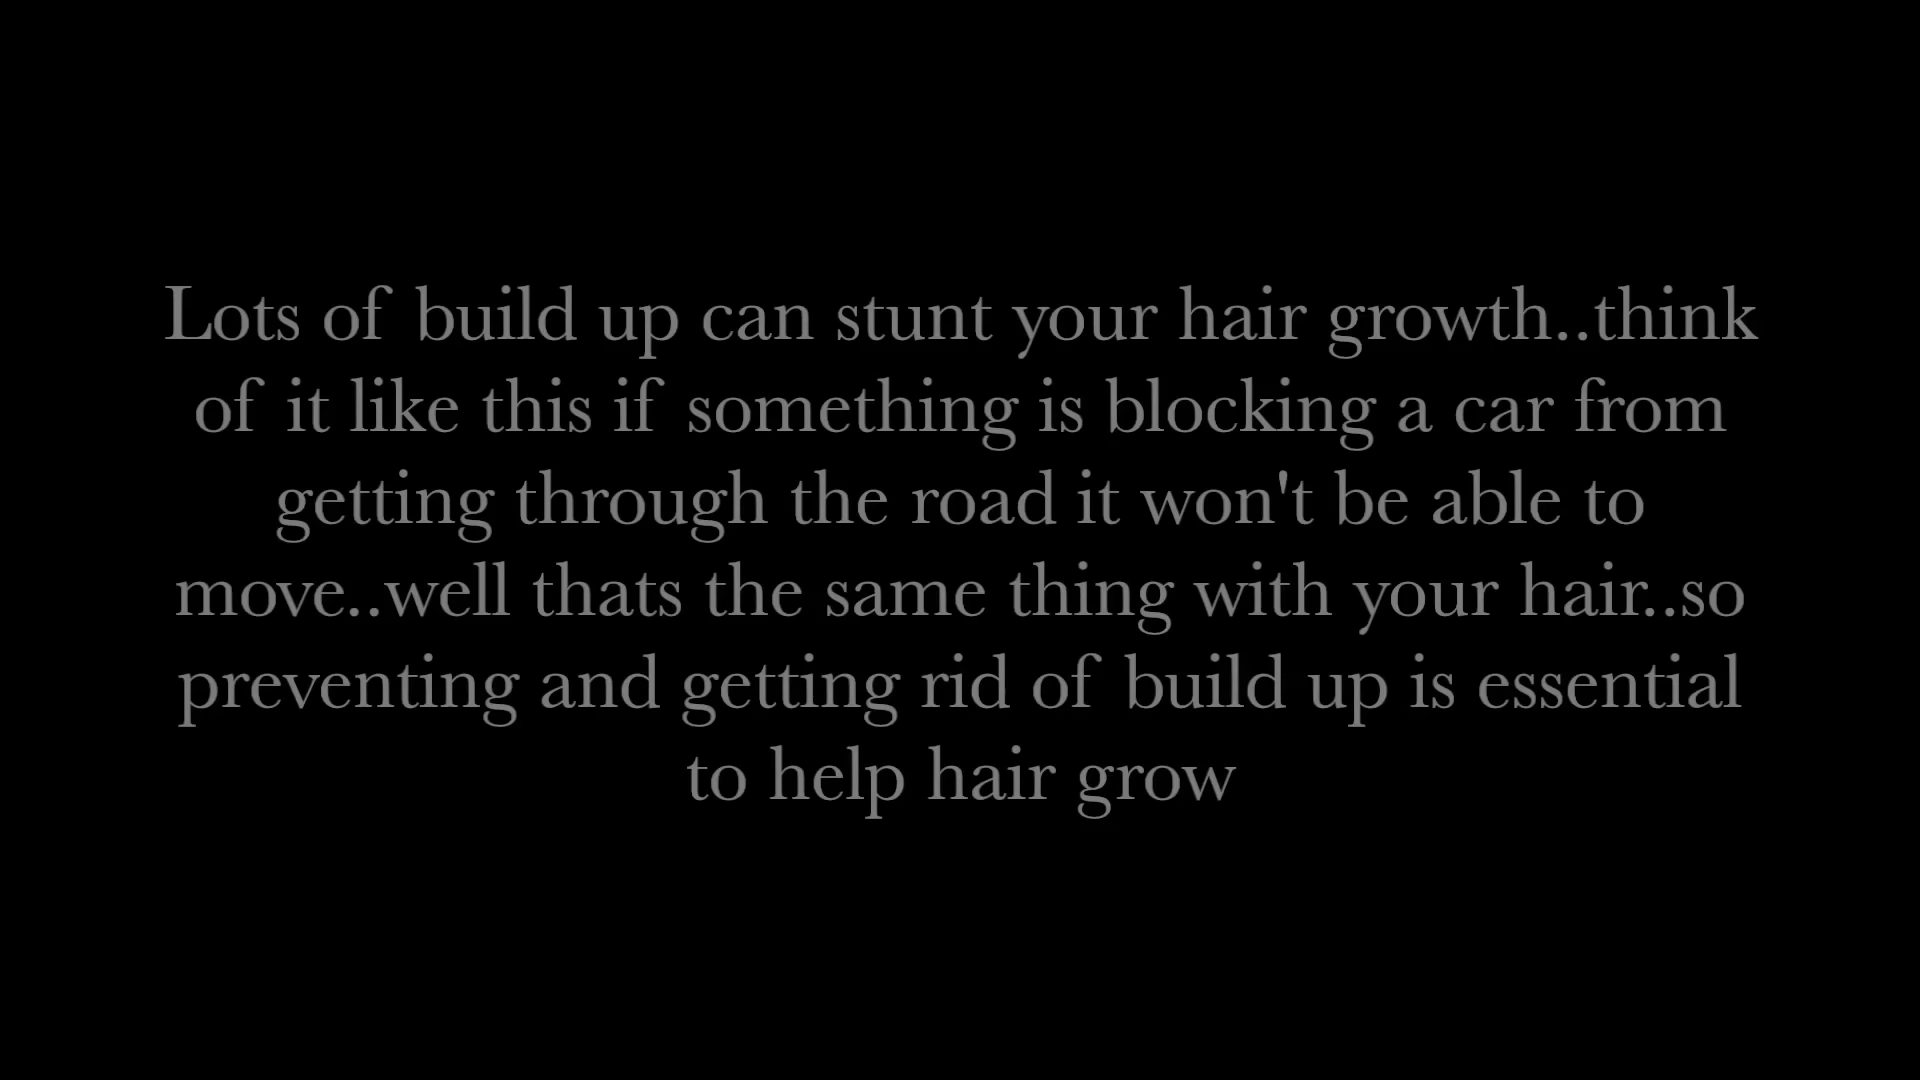 Lots of build up can stunt your hair growth..think
of it like this if something is blocking a car from
getting through the road it won't be able to
move..well thats the same thing with your hair..so
preventing and getting rid of build up is essential
to help hair grow